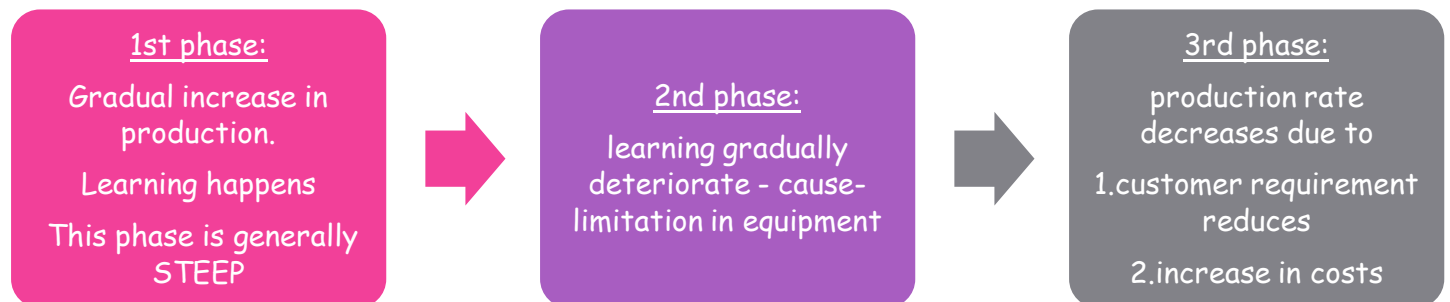 1st phase:
Gradual increase in
production.
Learning happens
This phase is generally
STEEP
2nd phase:
learning gradually
deteriorate - cause-
limitation in equipment
3rd phase:
production rate
decreases due to
1.customer requirement
reduces
2.increase in costs